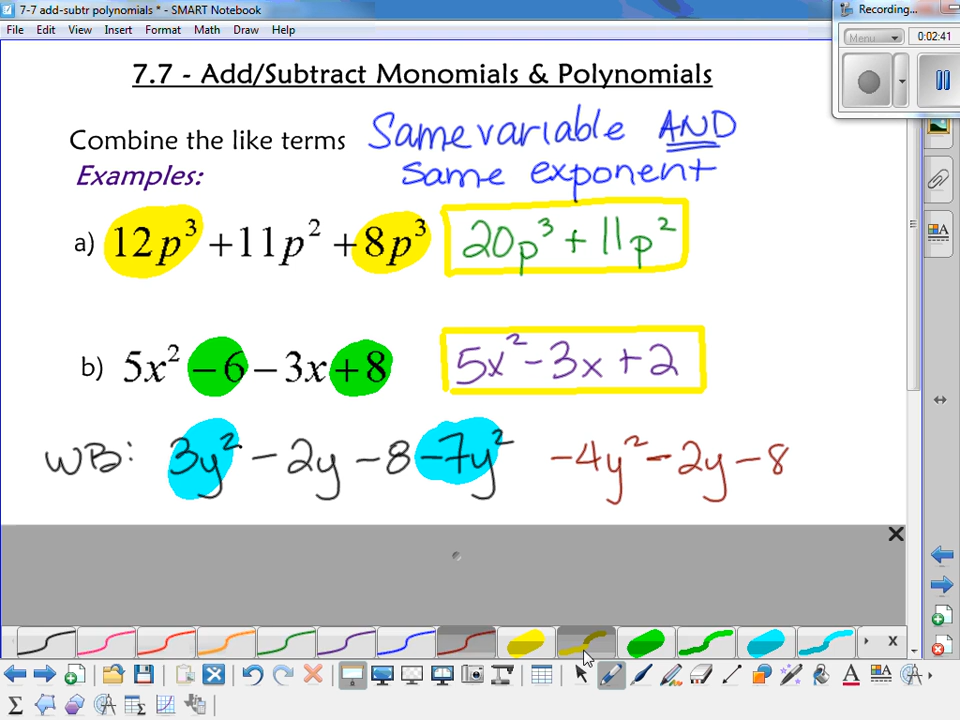 7-7 add-subtr polynomials * - SMART Notebook
Recording...
File Edit View Insert Format Math Draw Help
Menu
0:02:41
7.7 - Add/Subtract Monomials & Polynomials
Combine the like terms Same variable AND
Examples: same exponent
a) 12p³ +11p² +8p³ 20p³ + 11p²
b) 5x² −6 −3x +8 5x² - 3x + 2
WB: 3y² - 2y - 8 - 7y² -4y² - 2y - 8